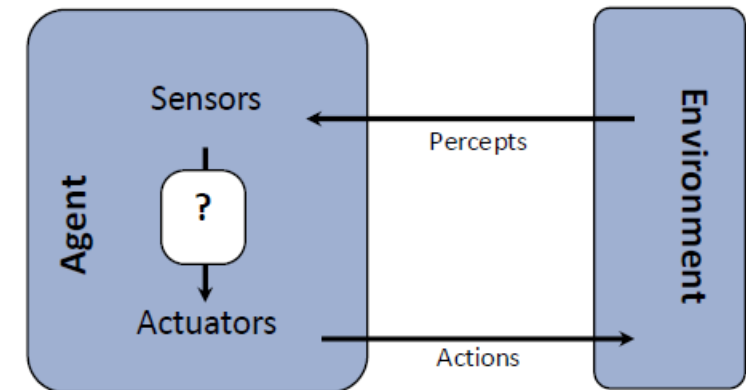 Sensors
Percepts
?
Agent
Actuators
Actions
Environment